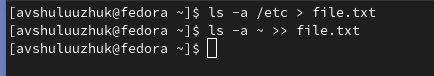 [avshuluuzhuk@fedora ~]$ ls -a /etc > file.txt
[avshuluuzhuk@fedora ~]$ ls -a ~ >> file.txt
[avshuluuzhuk@fedora ~]$